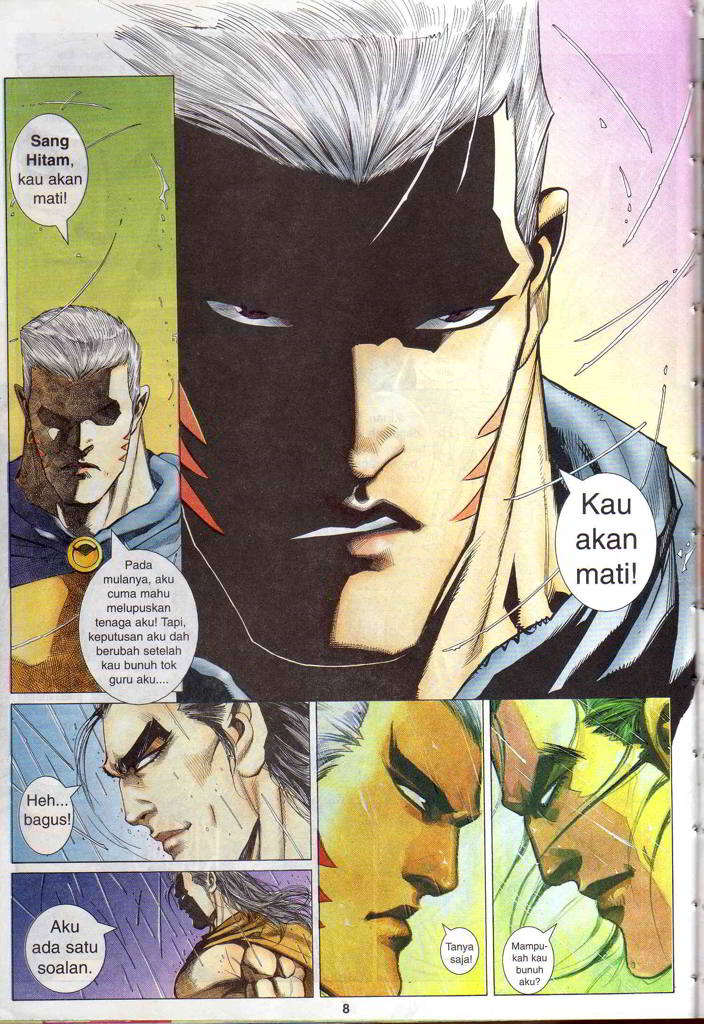 Sang
Hitam,
kau akan
mati!
Pada
mulanya, aku
cuma mahu
melupuskan
tenaga aku! Tapi,
keputusan aku dah
berubah setelah
kau bunuh tok
guru aku....
Kau
akan
mati!
Heh...
bagus!
Aku
ada satu
soalan.
Tanya
saja!
Mampu-
kah kau
bunuh
aku?
8